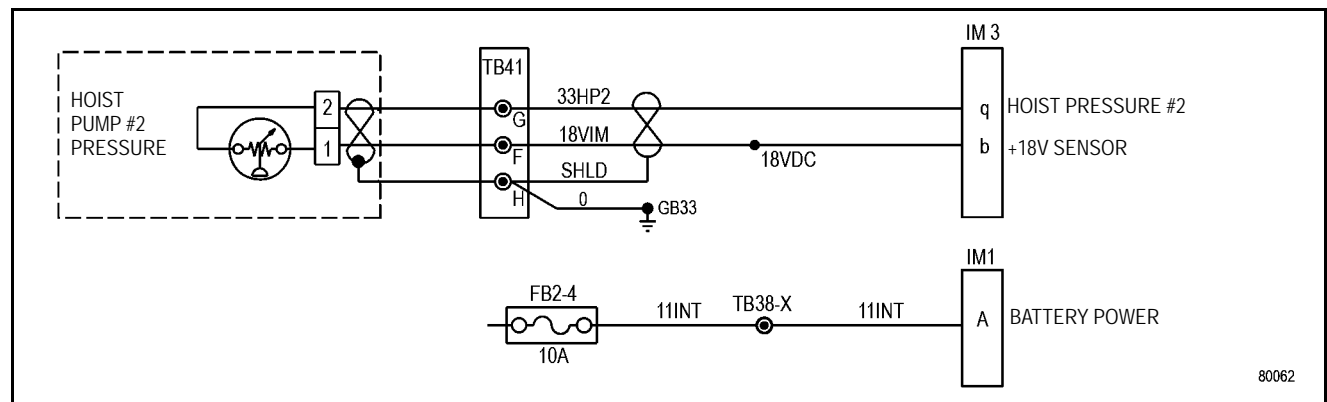 IM 3
TB41
HOIST
PUMP #2
PRESSURE
2
1
G
F
H
33HP2
18VIM
SHLD
0
GB33
18VDC
q HOIST PRESSURE #2
b +18V SENSOR
IM1
FB2-4
10A
11INT
TB38-X
11INT
A BATTERY POWER
80062